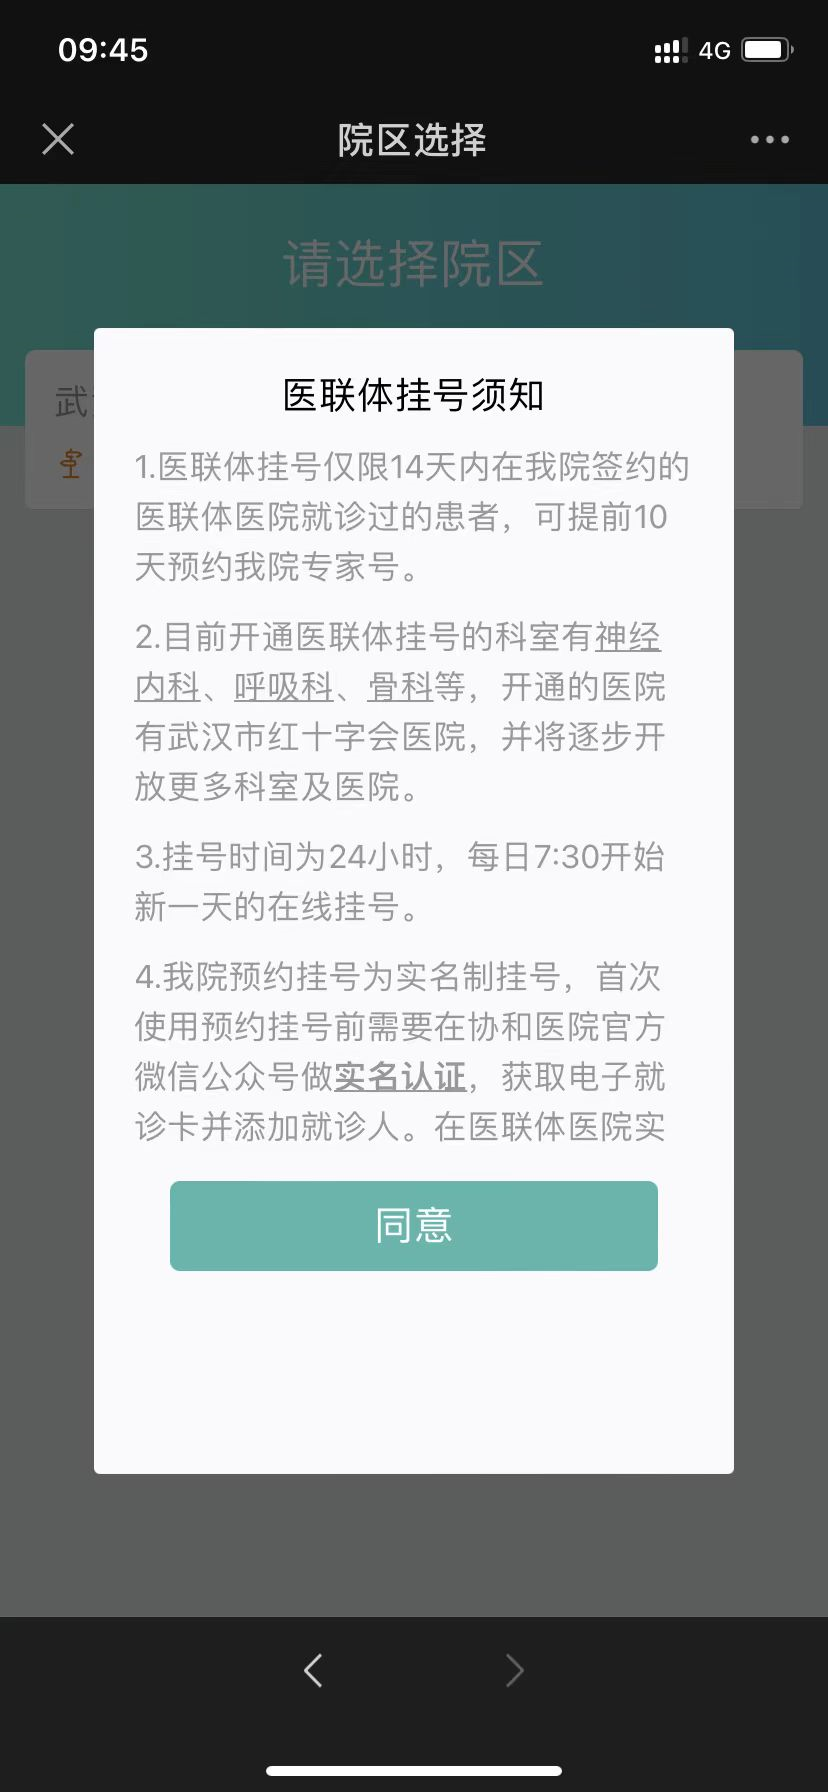 09:45
4G
院区选择
请选择院区
武
医联体挂号须知
1.医联体挂号仅限14天内在我院签约的
医联体医院就诊过的患者，可提前10
天预约我院专家号。
2.目前开通医联体挂号的科室有神经
内科、呼吸科、骨科等，开通的医院
有武汉市红十字会医院，并将逐步开
放更多科室及医院。
3.挂号时间为24小时，每日7:30开始
新一天的在线挂号。
4.我院预约挂号为实名制挂号，首次
使用预约挂号前需要在协和医院官方
微信公众号做实名认证，获取电子就
诊卡并添加就诊人。在医联体医院实
同意